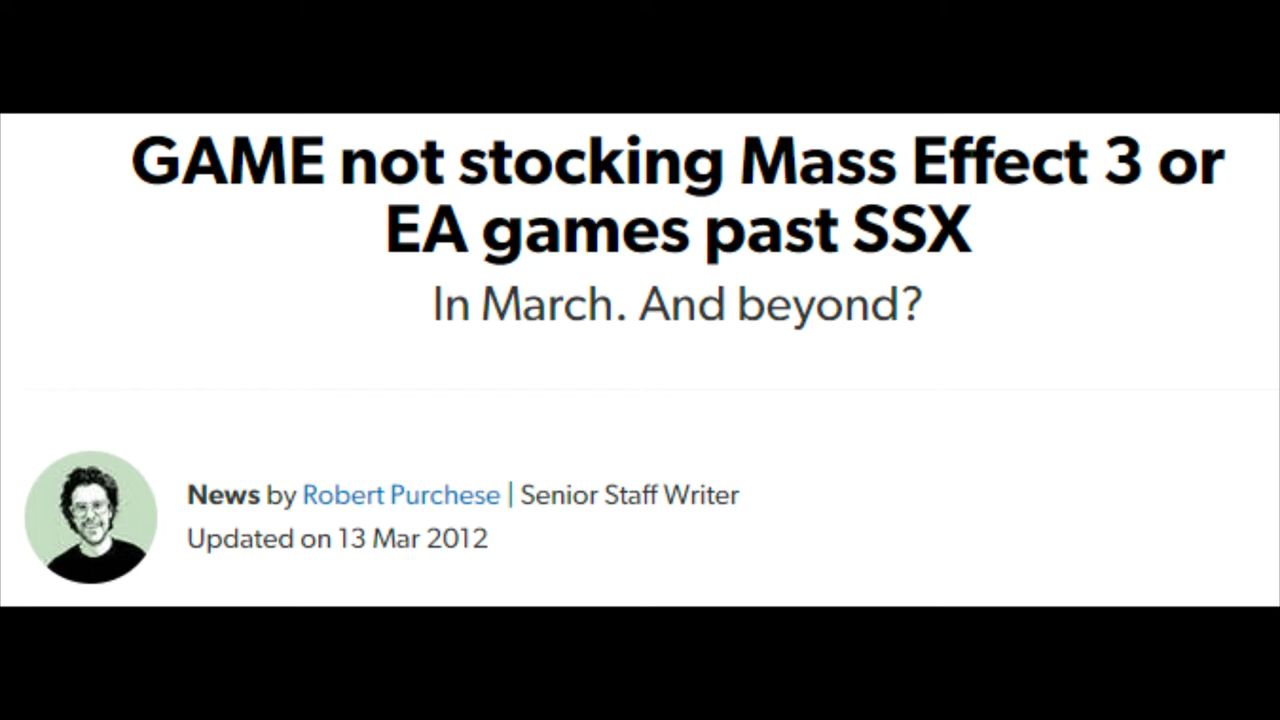 GAME not stocking Mass Effect 3 or
EA games past SSX
In March. And beyond?
News by Robert Purchese | Senior Staff Writer
Updated on 13 Mar 2012